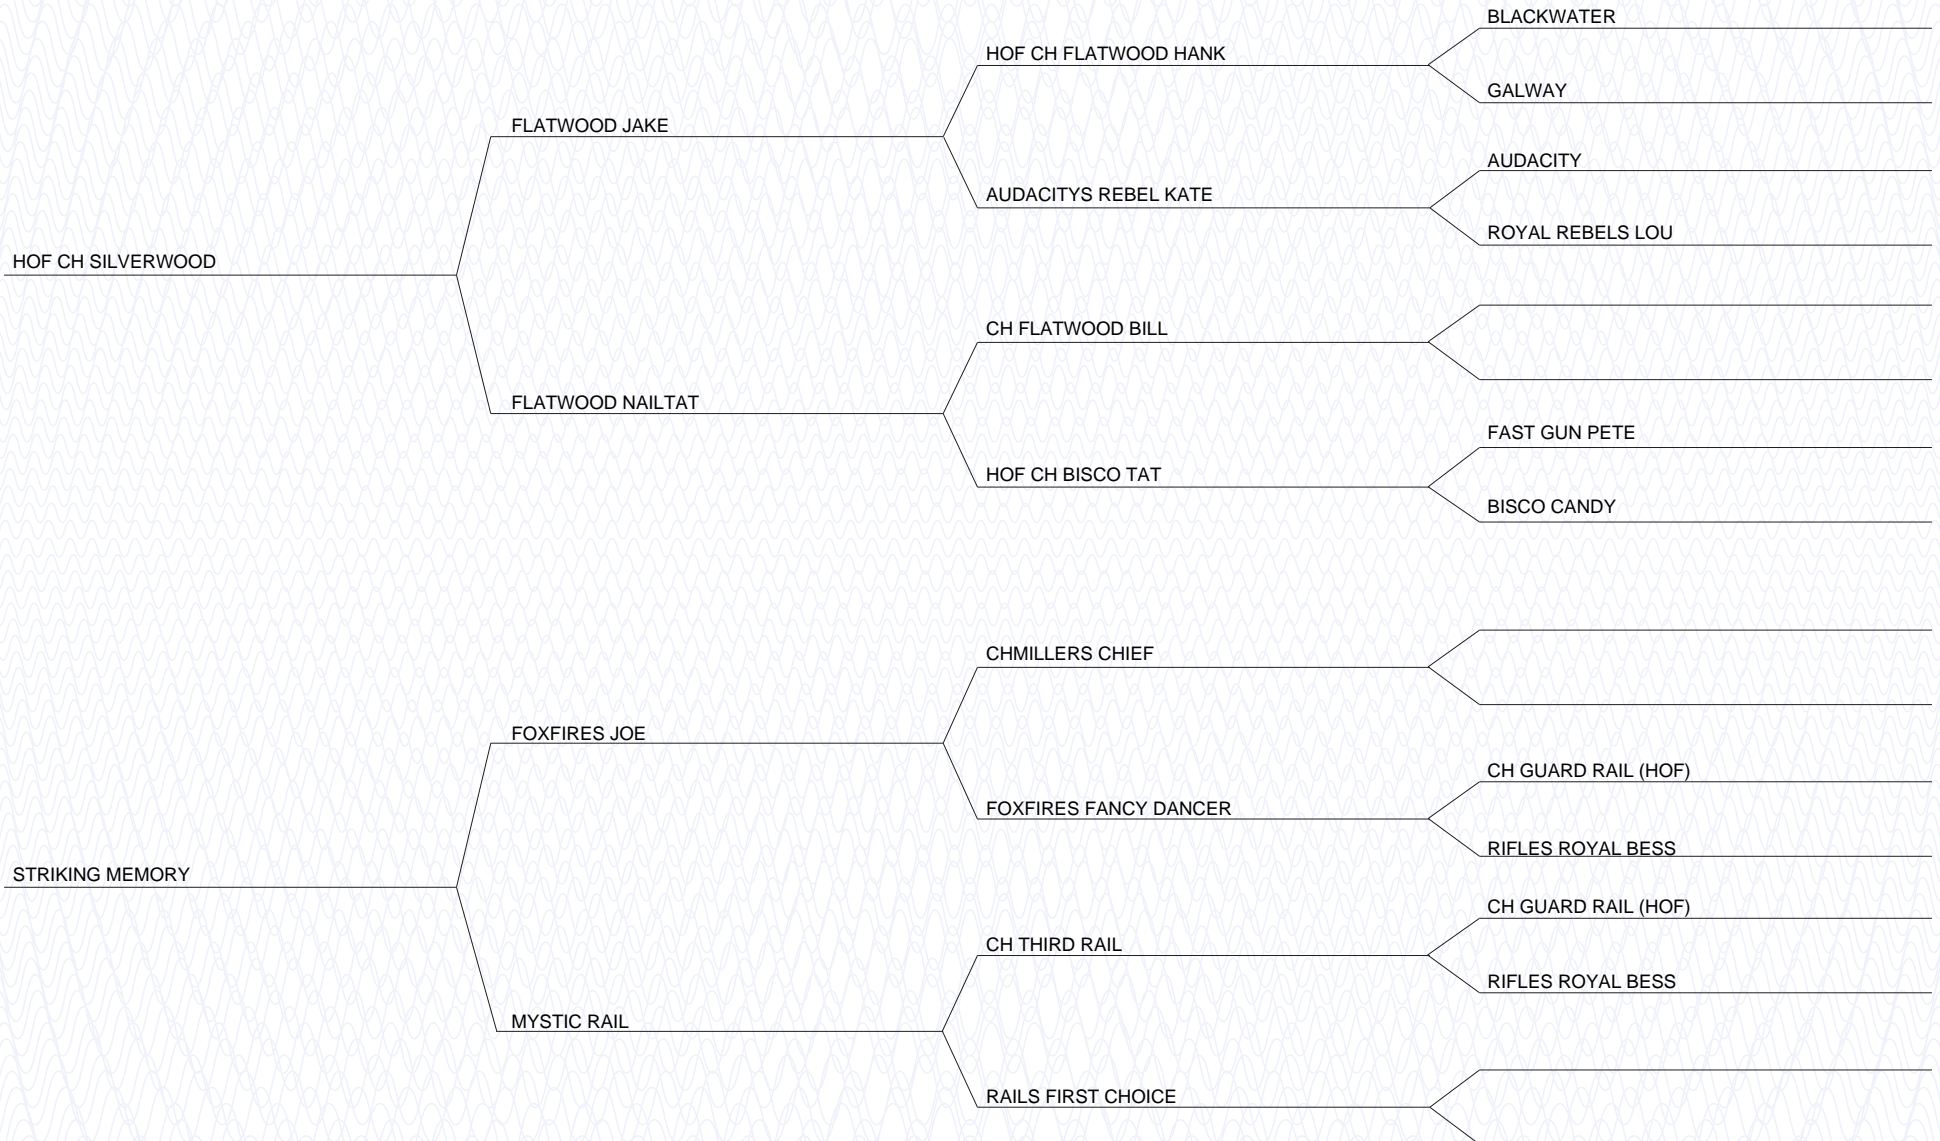 BLACKWATER
HOF CH FLATWOOD HANK
GALWAY
FLATWOOD JAKE
AUDACITY
AUDACITYS REBEL KATE
ROYAL REBELS LOU
HOF CH SILVERWOOD
CH FLATWOOD BILL
FLATWOOD NAILTAT
FAST GUN PETE
HOF CH BISCO TAT
BISCO CANDY
CHMILLERS CHIEF
FOXFIRES JOE
CH GUARD RAIL (HOF)
FOXFIRES FANCY DANCER
RIFLES ROYAL BESS
STRIKING MEMORY
CH GUARD RAIL (HOF)
CH THIRD RAIL
RIFLES ROYAL BESS
MYSTIC RAIL
RAILS FIRST CHOICE